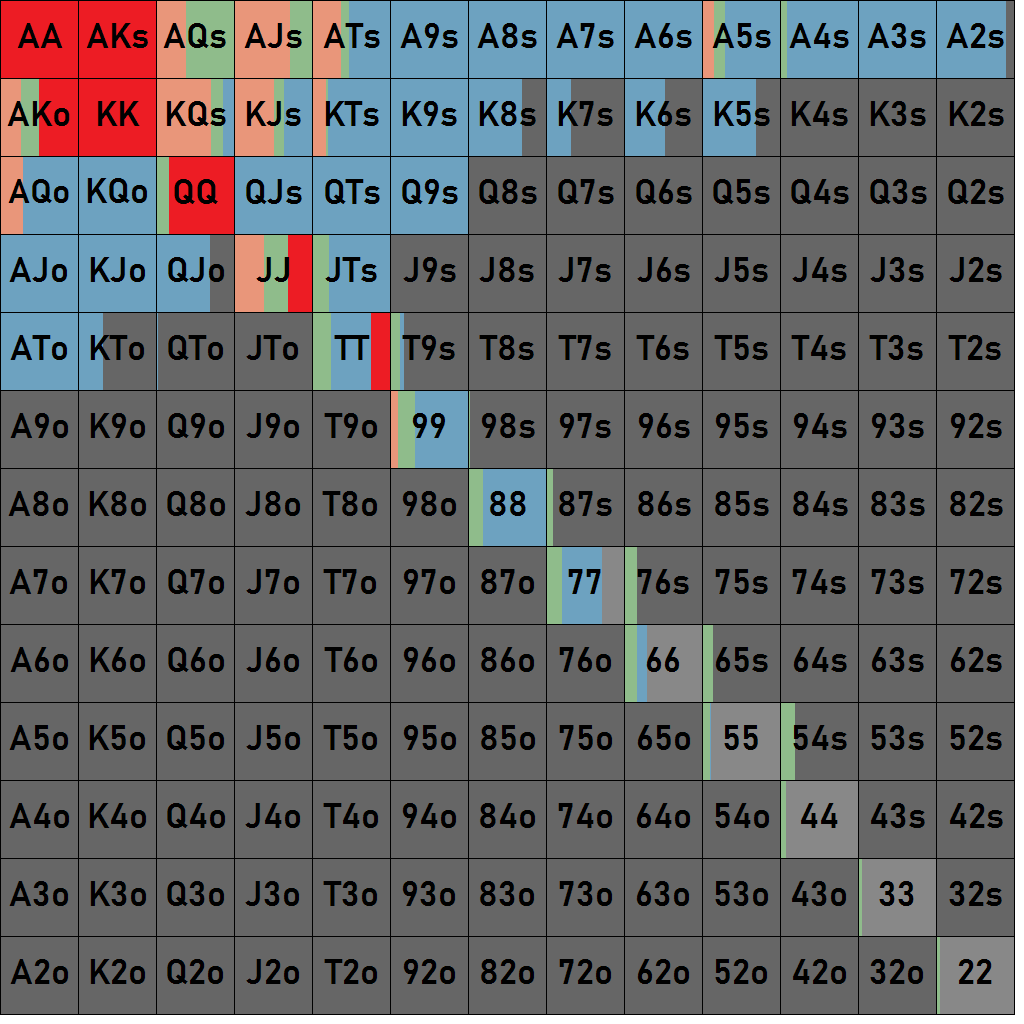 AA AKs AQs AJs ATs A9s A8s A7s A6s A5s A4s A3s A2s
AKo KK KQs KJs KTs K9s K8s K7s K6s K5s K4s K3s K2s
AQo KQo QQ QJs QTs Q9s Q8s Q7s Q6s Q5s Q4s Q3s Q2s
AJo KJo QJo JJ JTs J9s J8s J7s J6s J5s J4s J3s J2s
ATo KTo QTo JTo TT T9s T8s T7s T6s T5s T4s T3s T2s
A9o K9o Q9o J9o T9o 99 98s 97s 96s 95s 94s 93s 92s
A8o K8o Q8o J8o T8o 98o 88 87s 86s 85s 84s 83s 82s
A7o K7o Q7o J7o T7o 97o 87o 77 76s 75s 74s 73s 72s
A6o K6o Q6o J6o T6o 96o 86o 76o 66 65s 64s 63s 62s
A5o K5o Q5o J5o T5o 95o 85o 75o 65o 55 54s 53s 52s
A4o K4o Q4o J4o T4o 94o 84o 74o 64o 54o 44 43s 42s
A3o K3o Q3o J3o T3o 93o 83o 73o 63o 53o 43o 33 32s
A2o K2o Q2o J2o T2o 92o 82o 72o 62o 52o 42o 32o 22